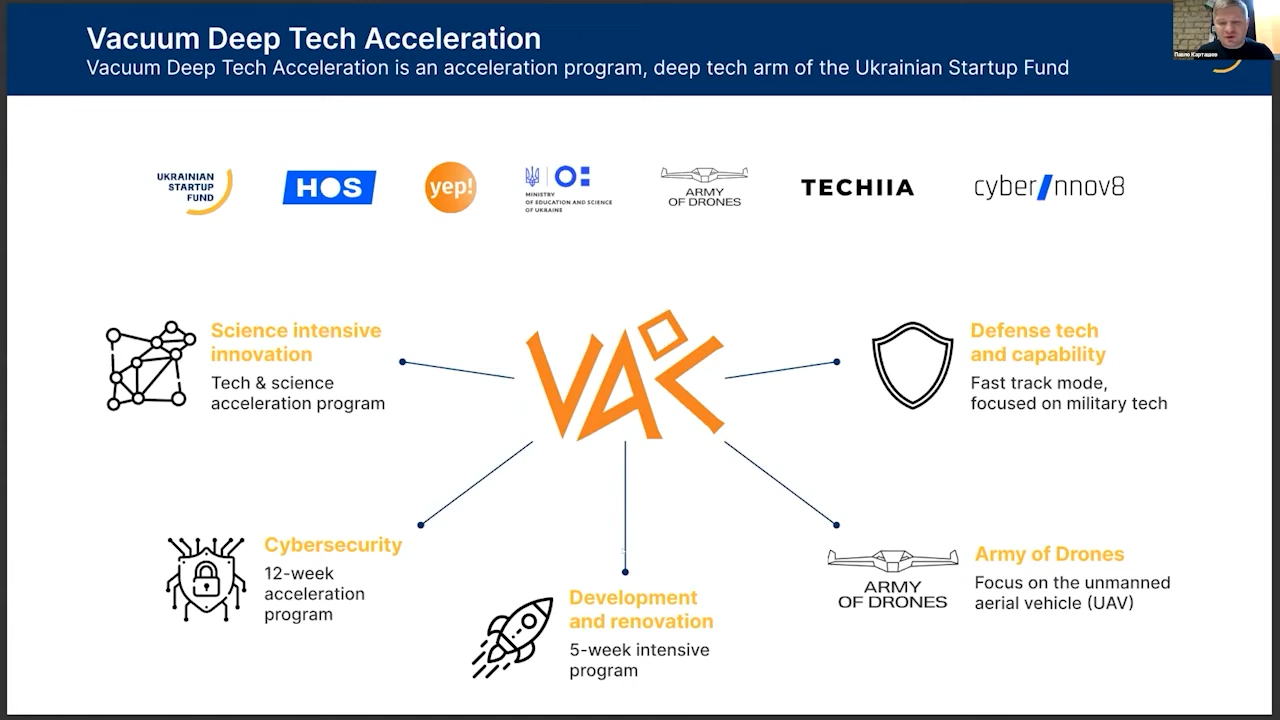 Vacuum Deep Tech Acceleration
Vacuum Deep Tech Acceleration is an acceleration program, deep tech arm of the Ukrainian Startup Fund
Павло Карташов
UKRAINIAN
STARTUP
FUND
HOS
yep!
MINISTRY
OF EDUCATION AND SCIENCE
OF UKRAINE
ARMY
OF DRONES
TECHIIA
cyber/nnov8
Science intensive
innovation
Tech & science
acceleration program
VAC
Defense tech
and capability
Fast track mode,
focused on military tech
Cybersecurity
12-week
acceleration
program
Development
and renovation
5-week intensive
program
ARMY
OF DRONES
Army of Drones
Focus on the unmanned
aerial vehicle (UAV)